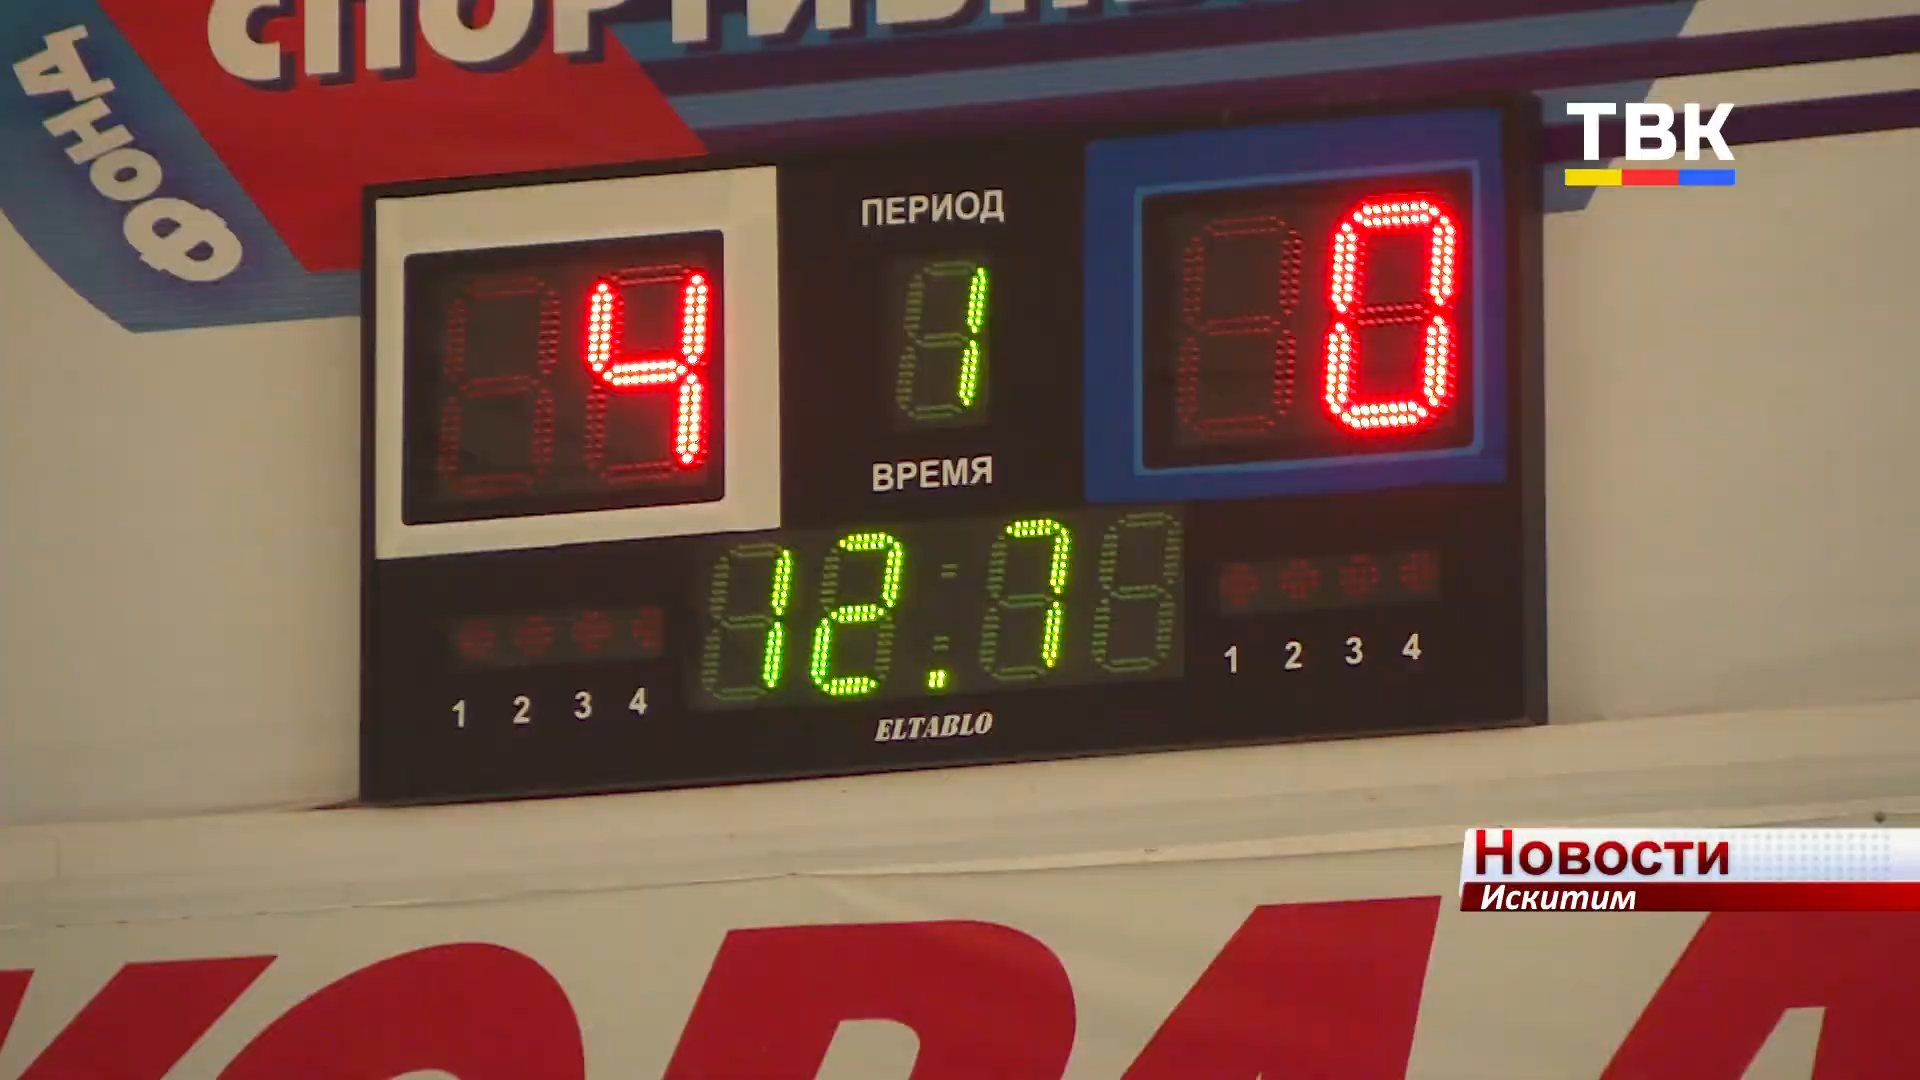 СПОРТИВН
ФОНД
ТВК
ПЕРИОД
4 1 0
ВРЕМЯ
12.7
1 2 3 4
1 2 3 4
ELTABLO
Новости
Искитим